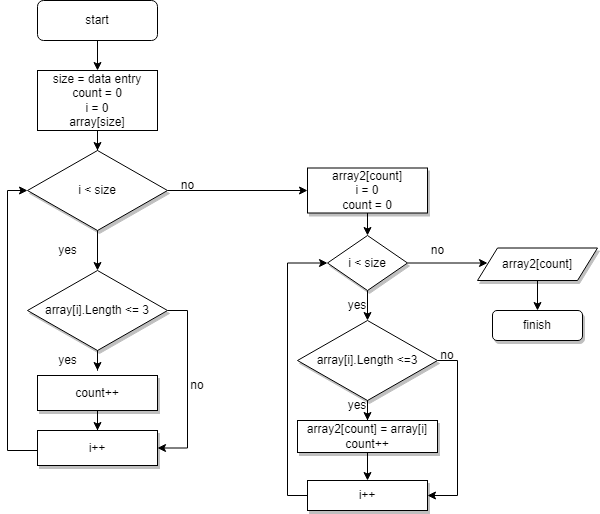 start
size = data entry
count = 0
i = 0
array[size]
i < size
no
yes
array[i].Length <= 3
yes
no
count++
i++
array2[count]
i = 0
count = 0
i < size
no
array2[count]
finish
yes
array[i].Length <=3
no
yes
array2[count] = array[i]
count++
i++